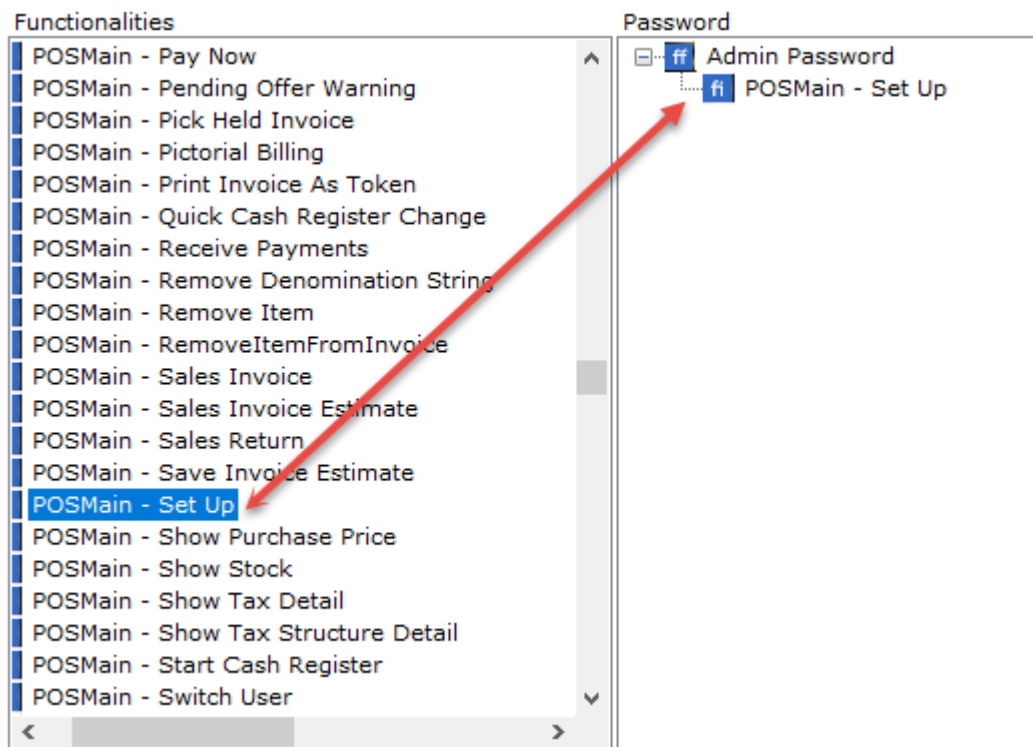 Functionalities
POSMain - Pay Now
POSMain - Pending Offer Warning
POSMain - Pick Held Invoice
POSMain - Pictorial Billing
POSMain - Print Invoice As Token
POSMain - Quick Cash Register Change
POSMain - Receive Payments
POSMain - Remove Denomination String
POSMain - Remove Item
POSMain - RemoveItemFromInvoice
POSMain - Sales Invoice
POSMain - Sales Invoice Estimate
POSMain - Sales Return
POSMain - Save Invoice Estimate
POSMain - Set Up
POSMain - Show Purchase Price
POSMain - Show Stock
POSMain - Show Tax Detail
POSMain - Show Tax Structure Detail
POSMain - Start Cash Register
POSMain - Switch User
Password
ff Admin Password
fi POSMain - Set Up